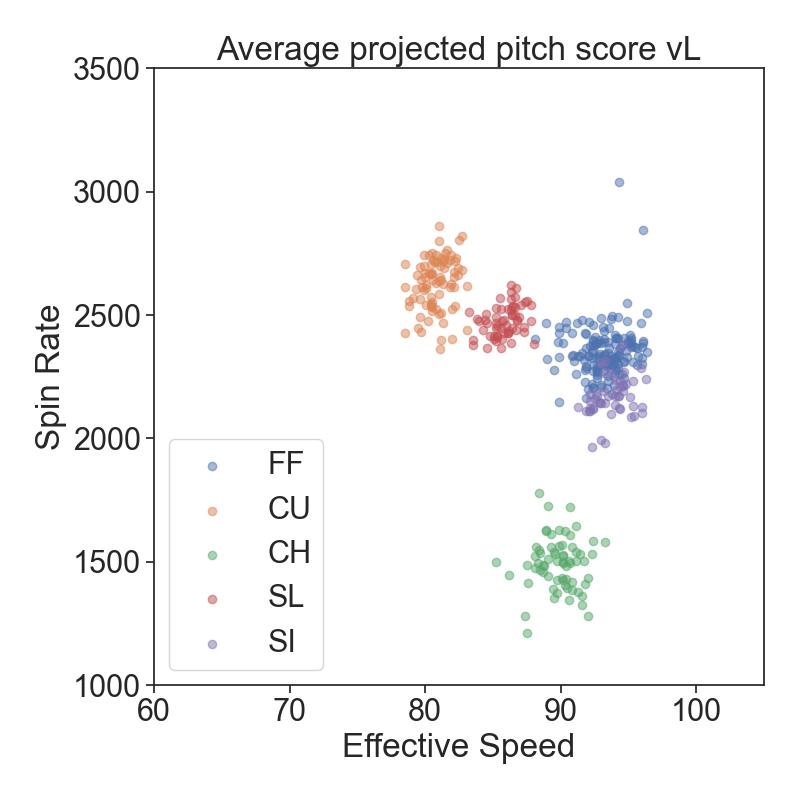 Average projected pitch score vL
3500
3000
2500
2000
1500
1000
Spin Rate
FF
CU
CH
SL
SI
60 70 80 90 100
Effective Speed